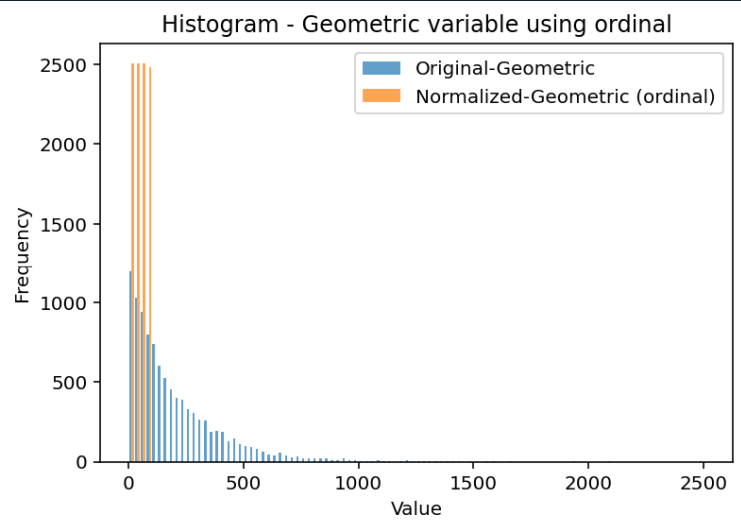 Histogram - Geometric variable using ordinal
Original-Geometric
Normalized-Geometric (ordinal)
Frequency
2500
2000
1500
1000
500
0
0 500 1000 1500 2000 2500
Value